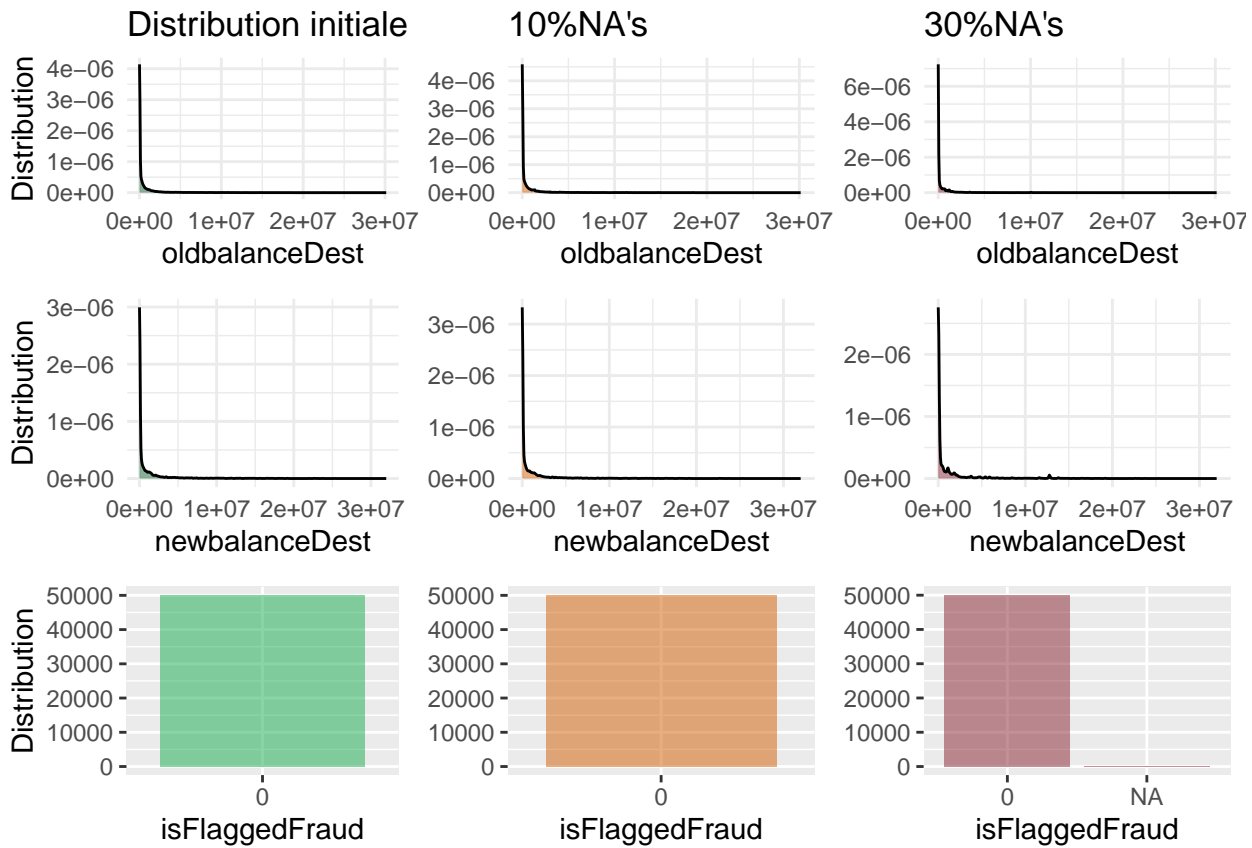 Distribution initiale 10%NA's 30%NA's
Distribution
4e−06 3e−06 2e−06 1e−06 0e+00
0e+00 1e+07 2e+07 3e+07
oldbalanceDest
4e−06 3e−06 2e−06 1e−06 0e+00
0e+00 1e+07 2e+07 3e+07
oldbalanceDest
6e−06 4e−06 2e−06 0e+00
0e+00 1e+07 2e+07 3e+07
oldbalanceDest
Distribution
3e−06 2e−06 1e−06 0e+00
0e+00 1e+07 2e+07 3e+07
newbalanceDest
3e−06 2e−06 1e−06 0e+00
0e+00 1e+07 2e+07 3e+07
newbalanceDest
2e−06 1e−06 0e+00
0e+00 1e+07 2e+07 3e+07
newbalanceDest
Distribution
50000 40000 30000 20000 10000 0
0
isFlaggedFraud
50000 40000 30000 20000 10000 0
0
isFlaggedFraud
50000 40000 30000 20000 10000 0
0 NA
isFlaggedFraud